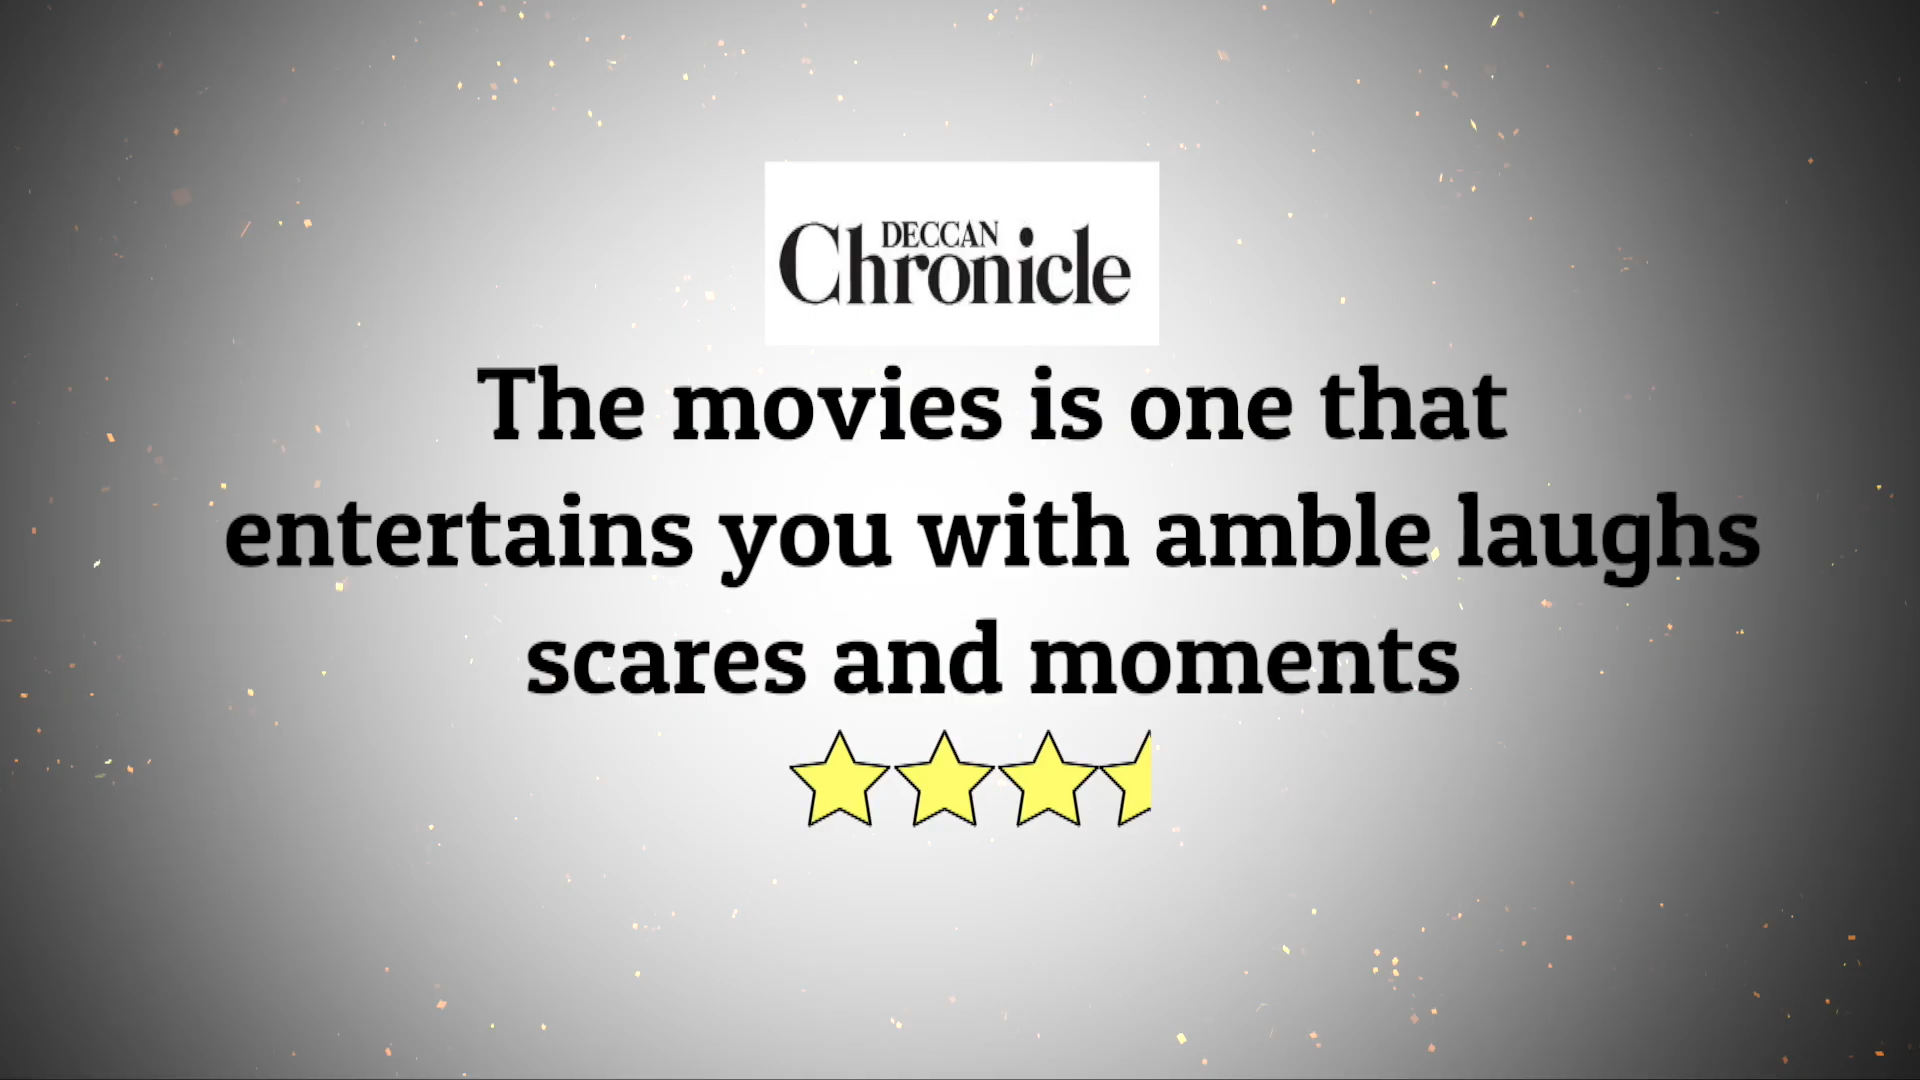 DECCAN
Chronicle
The movies is one that
entertains you with amble laughs
scares and moments